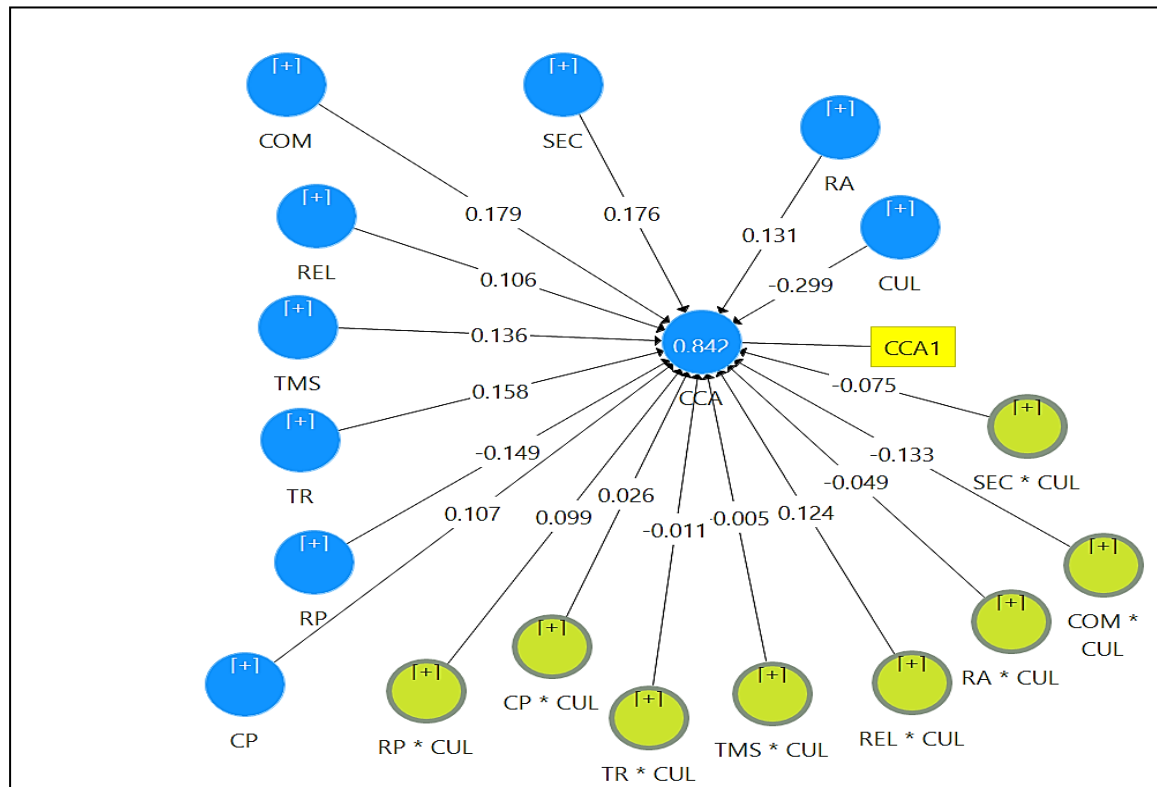 [+]
COM
[+]
SEC
[+]
RA
[+]
REL
[+]
CUL
0.179
0.176
0.131
0.106
-0.299
[+]
TMS
0.136
0.842
CCA
CCA1
-0.075
[+]
TR
0.158
[+]
SEC * CUL
-0.149
-0.133
-0.049
0.107
0.099
0.026
-0.011
-0.005
0.124
[+]
RP
[+]
COM *
CUL
[+]
RA * CUL
[+]
CP
[+]
RP * CUL
[+]
CP * CUL
[+]
TR * CUL
[+]
TMS * CUL
[+]
REL * CUL